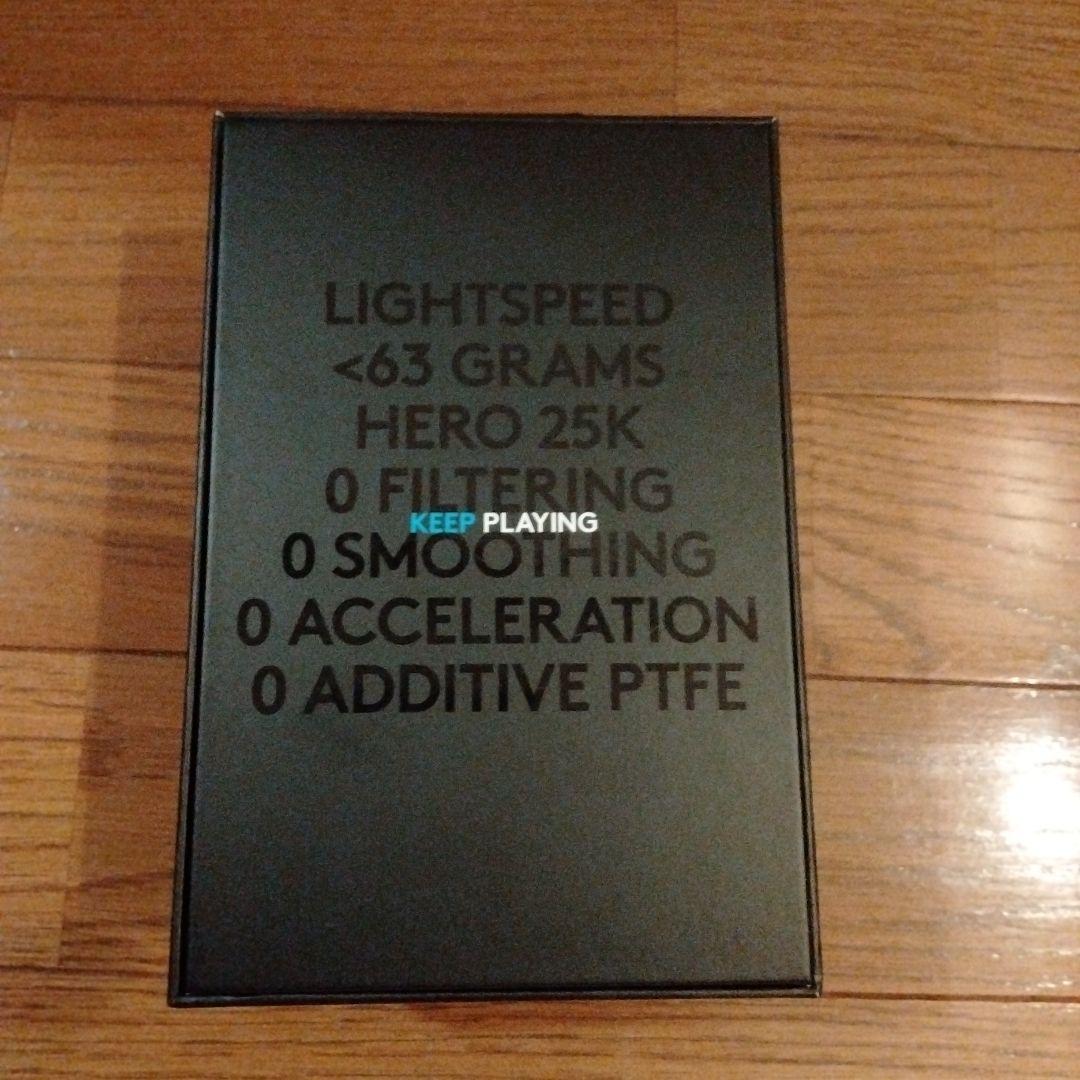 LIGHTSPEED
<63 GRAMS
HERO 25K
0 FILTERING
KEEP PLAYING
0 SMOOTHING
0 ACCELERATION
0 ADDITIVE PTFE